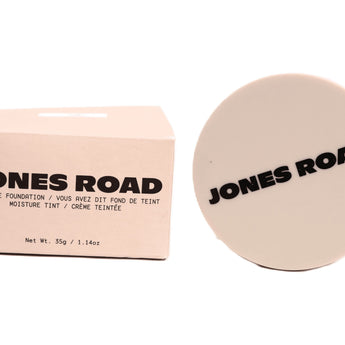 JONES ROAD
E FOUNDATION / VOUS AVEZ DIT FOND DE TEINT
MOISTURE TINT / CRÈME TEINTÉE
Net Wt. 35g / 1.14oz
JONES ROAD